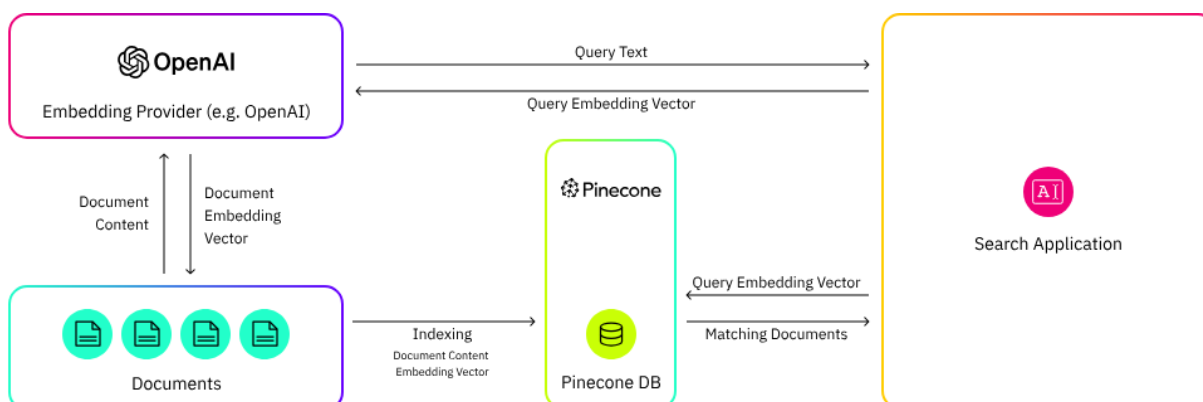 OpenAI
Embedding Provider (e.g. OpenAI)
Query Text
Query Embedding Vector
Document
Content
Document
Embedding
Vector
Pinecone
AI
Search Application
Query Embedding Vector
Indexing
Matching Documents
Document Content
Embedding Vector
Documents
Pinecone DB